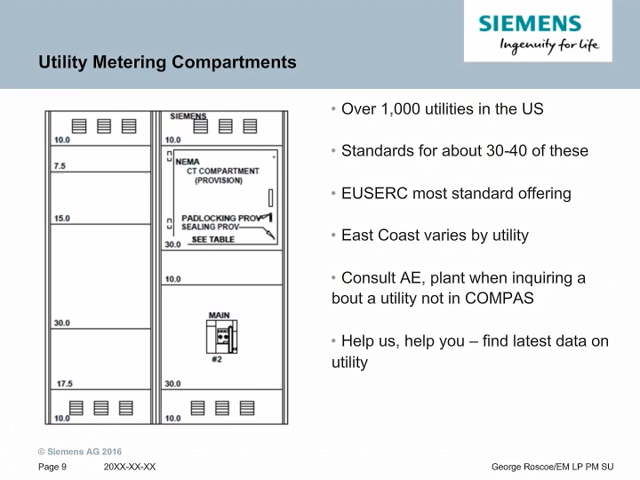 SIEMENS
Ingenuity for life
Utility Metering Compartments
• Over 1,000 utilities in the US
• Standards for about 30-40 of these
• EUSERC most standard offering
• East Coast varies by utility
• Consult AE, plant when inquiring a
bout a utility not in COMPAS
• Help us, help you – find latest data on
utility
10.0
7.5
15.0
30.0
17.5
10.0
SIEMENS
10.0
NEMA
CT COMPARTMENT
(PROVISION)
PADLOCKING PROV
SEALING PROV
SEE TABLE
30.0
10.0
MAIN
#2
30.0
10.0
© Siemens AG 2016
Page 9
20XX-XX-XX
George Roscoe/EM LP PM SU